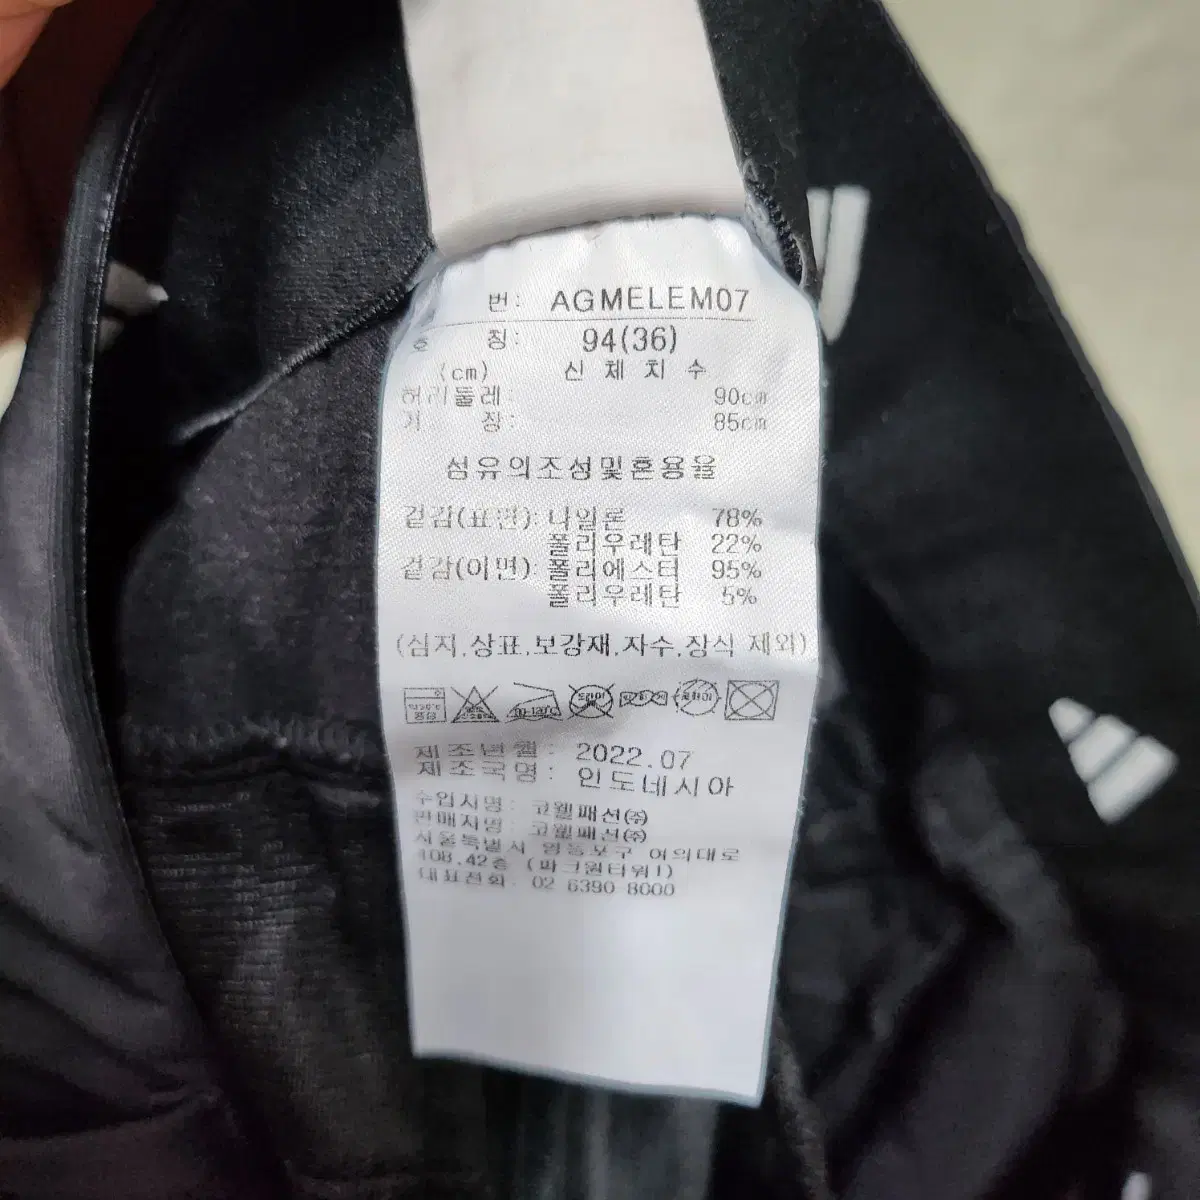 번: AGMELEM07
호 칭: 94(36)
(cm) 신 체 치 수
허리둘레: 90cm
기 장: 85cm
섬유의조성및혼용율
겉감(표면): 나일론 78%
폴리우레탄 22%
겉감(이면): 폴리에스터 95%
폴리우레탄 5%
(심지,상표,보강재,자수,장식 제외)
80-120℃ 드라이
제조년월: 2022.07
제조국명: 인도네시아
수입자명: 코웰패션㈜
판매자명: 코웰패션㈜
서울특별시 영등포구 여의대로
108,42층 (파크원타워1)
대표전화: 02 6390 8000